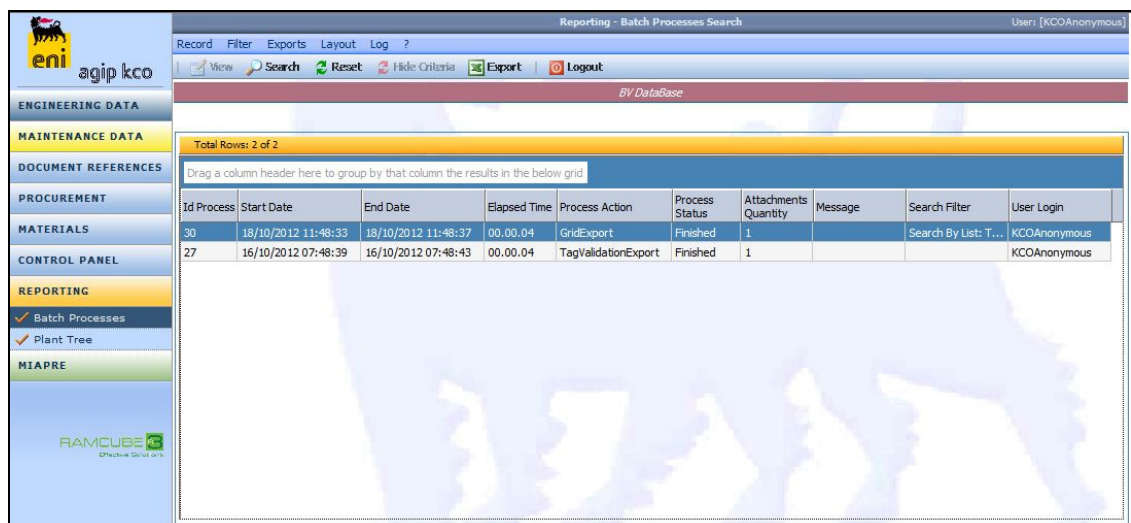 Reporting - Batch Processes Search
User: [KCOAnonymous]
eni
agip kco
Record Filter Exports Layout Log ?
View Search Reset Hide Criteria Export Logout
BV DataBase
ENGINEERING DATA
MAINTENANCE DATA
DOCUMENT REFERENCES
PROCUREMENT
MATERIALS
CONTROL PANEL
REPORTING
Batch Processes
Plant Tree
MIAPRE
RAMCUBE 3
Effective Solutions
Total Rows: 2 of 2
Drag a column header here to group by that column the results in the below grid
Id Process Start Date End Date Elapsed Time Process Action Process Status Attachments Quantity Message Search Filter User Login
30 18/10/2012 11:48:33 18/10/2012 11:48:37 00.00.04 GridExport Finished 1 Search By List: T... KCOAnonymous
27 16/10/2012 07:48:39 16/10/2012 07:48:43 00.00.04 TagValidationExport Finished 1 KCOAnonymous